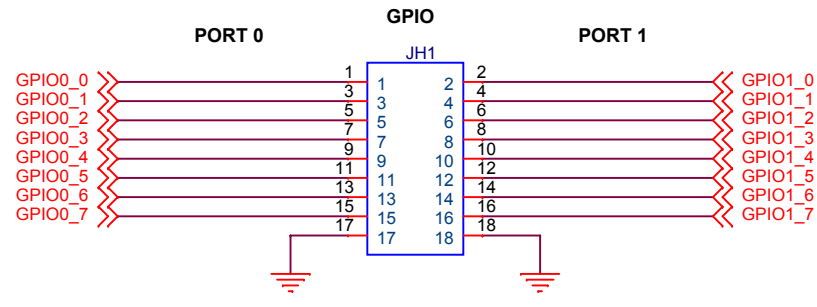 GPIO
PORT 0 PORT 1
JH1
GPIO0_0 1 1 2 2 GPIO1_0
GPIO0_1 3 3 4 4 GPIO1_1
GPIO0_2 5 5 6 6 GPIO1_2
GPIO0_3 7 7 8 8 GPIO1_3
GPIO0_4 9 9 10 10 GPIO1_4
GPIO0_5 11 11 12 12 GPIO1_5
GPIO0_6 13 13 14 14 GPIO1_6
GPIO0_7 15 15 16 16 GPIO1_7
17 17 18 18